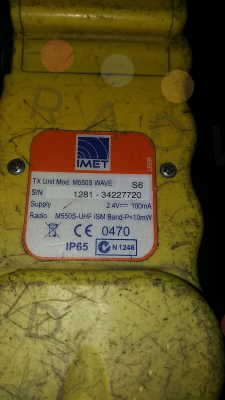 IMET
TX Unit Mod. M550S WAVE S6
S/N 1281 - 34227720
Supply 2.4V⎓ 100mA
Radio M550S-UHF ISM Band-P<10mW
CE 0470
IP65 N 1246